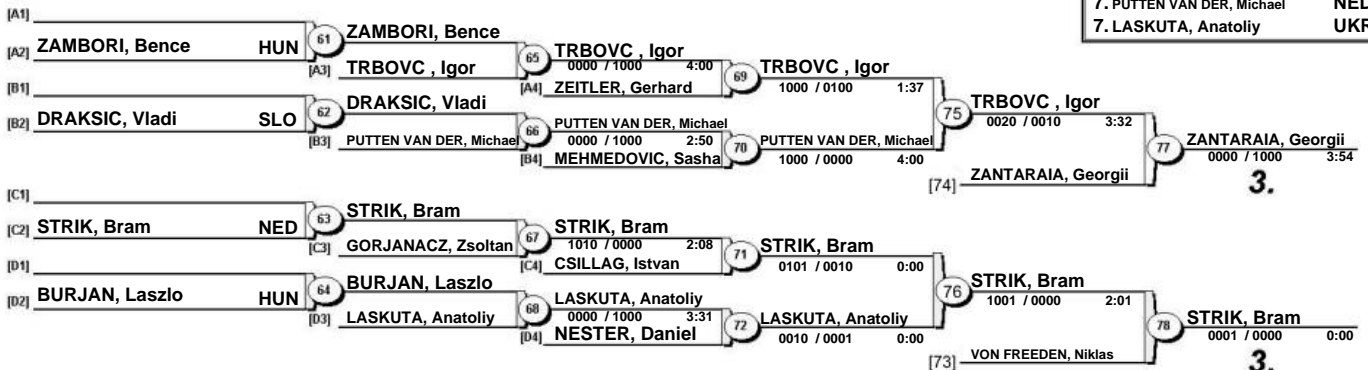 7. PUTTEN VAN DER, Michael NED
7. LASKUTA, Anatoliy UKR
[A1]
[A2] ZAMBORI, Bence HUN
61
ZAMBORI, Bence
[A3] TRBOVC , Igor
65
TRBOVC , Igor
0000 / 1000 4:00
[A4] ZEITLER, Gerhard
69
TRBOVC , Igor
1000 / 0100 1:37
[B1]
[B2] DRAKSIC, Vladi SLO
62
DRAKSIC, Vladi
[B3] PUTTEN VAN DER, Michael
66
PUTTEN VAN DER, Michael
0000 / 1000 2:50
[B4] MEHMEDOVIC, Sasha
70
PUTTEN VAN DER, Michael
1000 / 0000 4:00
75
TRBOVC , Igor
0020 / 0010 3:32
[74] ZANTARAIA, Georgii
77
ZANTARAIA, Georgii
0000 / 1000 3:54
3.
[C1]
[C2] STRIK, Bram NED
63
STRIK, Bram
[C3] GORJANACZ, Zsoltan
67
STRIK, Bram
1010 / 0000 2:08
[C4] CSILLAG, Istvan
71
STRIK, Bram
0101 / 0010 0:00
[D1]
[D2] BURJAN, Laszlo HUN
64
BURJAN, Laszlo
[D3] LASKUTA, Anatoliy
68
LASKUTA, Anatoliy
0000 / 1000 3:31
[D4] NESTER, Daniel
72
LASKUTA, Anatoliy
0010 / 0001 0:00
76
STRIK, Bram
1001 / 0000 2:01
[73] VON FREEDEN, Niklas
78
STRIK, Bram
0001 / 0000 0:00
3.